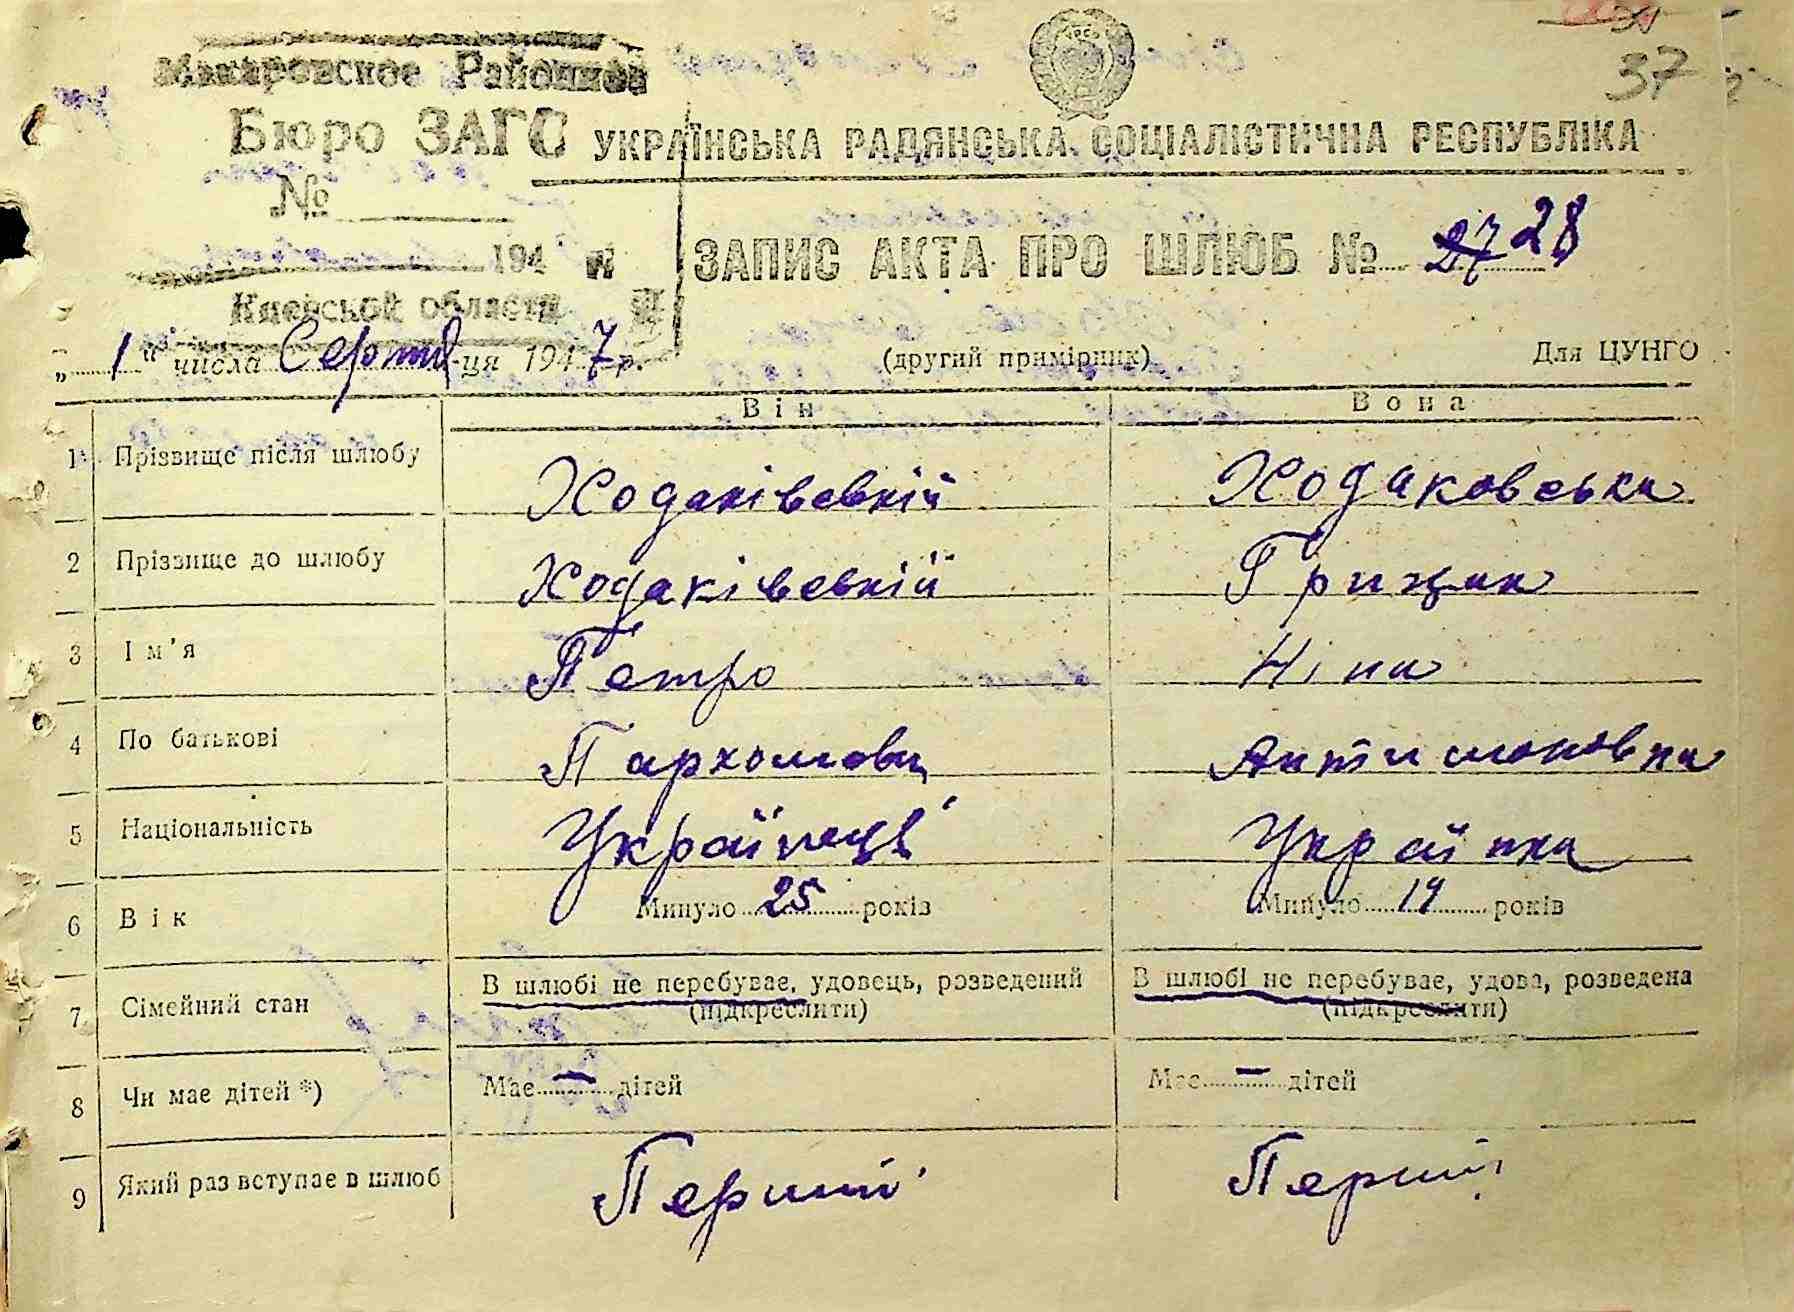 37
Макаровское Районное
Бюро ЗАГС
№
194 г.
Киевской области
УКРАЇНСЬКА РАДЯНСЬКА СОЦІАЛІСТИЧНА РЕСПУБЛІКА
ЗАПИС АКТА ПРО ШЛЮБ № 27 28
„ 1 " числа Серпня-ця 1947 р.
(другий примірник)
Для ЦУНГО
Він Вона
1 Прізвище після шлюбу Ходаківський Ходаковська
2 Прізвище до шлюбу Ходаківський
3 Ім'я Петро Ніна
4 По батькові Пархомович Антимоновна
5 Національність Українець Українка
6 Вік Минуло 25 років Минуло 19 років
7 Сімейний стан В шлюбі не перебуває, удовець, розведений В шлюбі не перебуває, удова, розведена
(підкреслити) (підкреслити)
8 Чи має дітей *) Має — дітей Має — дітей
9 Який раз вступає в шлюб Перший Перший